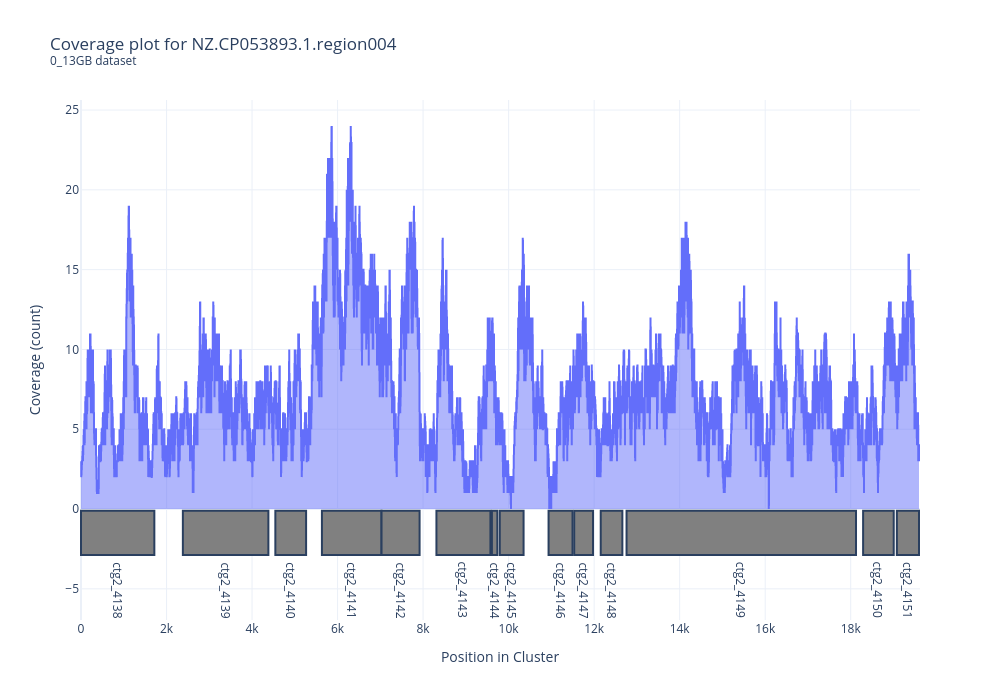 Coverage plot for NZ.CP053893.1.region004
0_13GB dataset
25
20
15
10
5
0
−5
Coverage (count)
ctg2_4138
ctg2_4139
ctg2_4140
ctg2_4141
ctg2_4142
ctg2_4143
ctg2_4144
ctg2_4145
ctg2_4146
ctg2_4147
ctg2_4148
ctg2_4149
ctg2_4150
ctg2_4151
0 2k 4k 6k 8k 10k 12k 14k 16k 18k
Position in Cluster